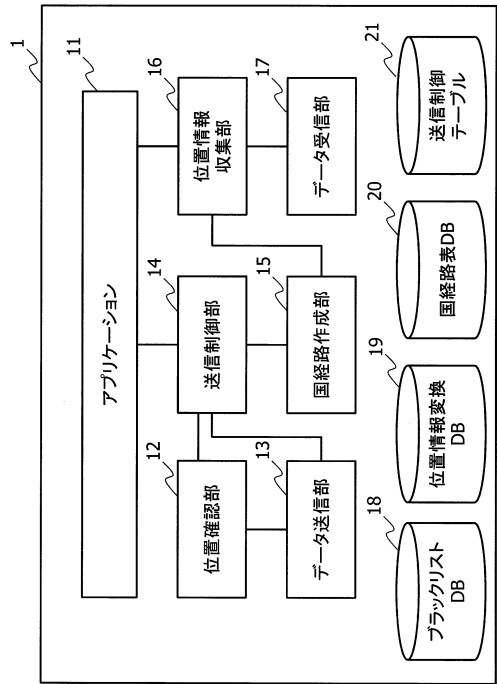 1
11
アプリケーション
12
位置確認部
14
送信制御部
16
位置情報
収集部
13
データ送信部
15
国経路作成部
17
データ受信部
18
ブラックリスト
DB
19
位置情報変換
DB
20
国経路表DB
21
送信制御
テーブル